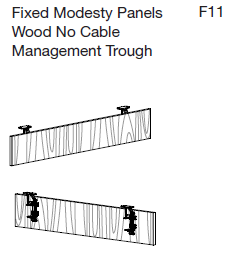 Fixed Modesty Panels F11
Wood No Cable
Management Trough